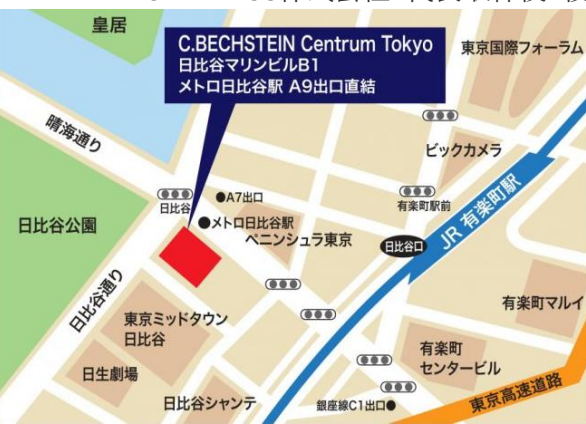 皇居
C.BECHSTEIN Centrum Tokyo
日比谷マリンビルB1
メトロ日比谷駅 A9出口直結
東京国際フォーラム
晴海通り
ビックカメラ
日比谷
●A7出口
有楽町駅前
日比谷公園
●メトロ日比谷駅
ペニンシュラ東京
日比谷口
JR 有楽町駅
日比谷通り
東京ミッドタウン
日比谷
有楽町マルイ
有楽町
センタービル
日生劇場
日比谷シャンテ
銀座線C1出口●
東京高速道路